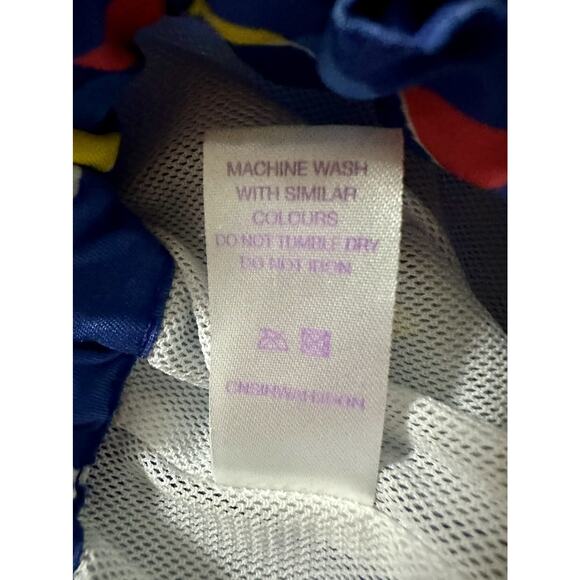 MACHINE WASH
WITH SIMILAR
COLOURS
DO NOT TUMBLE DRY
DO NOT IRON